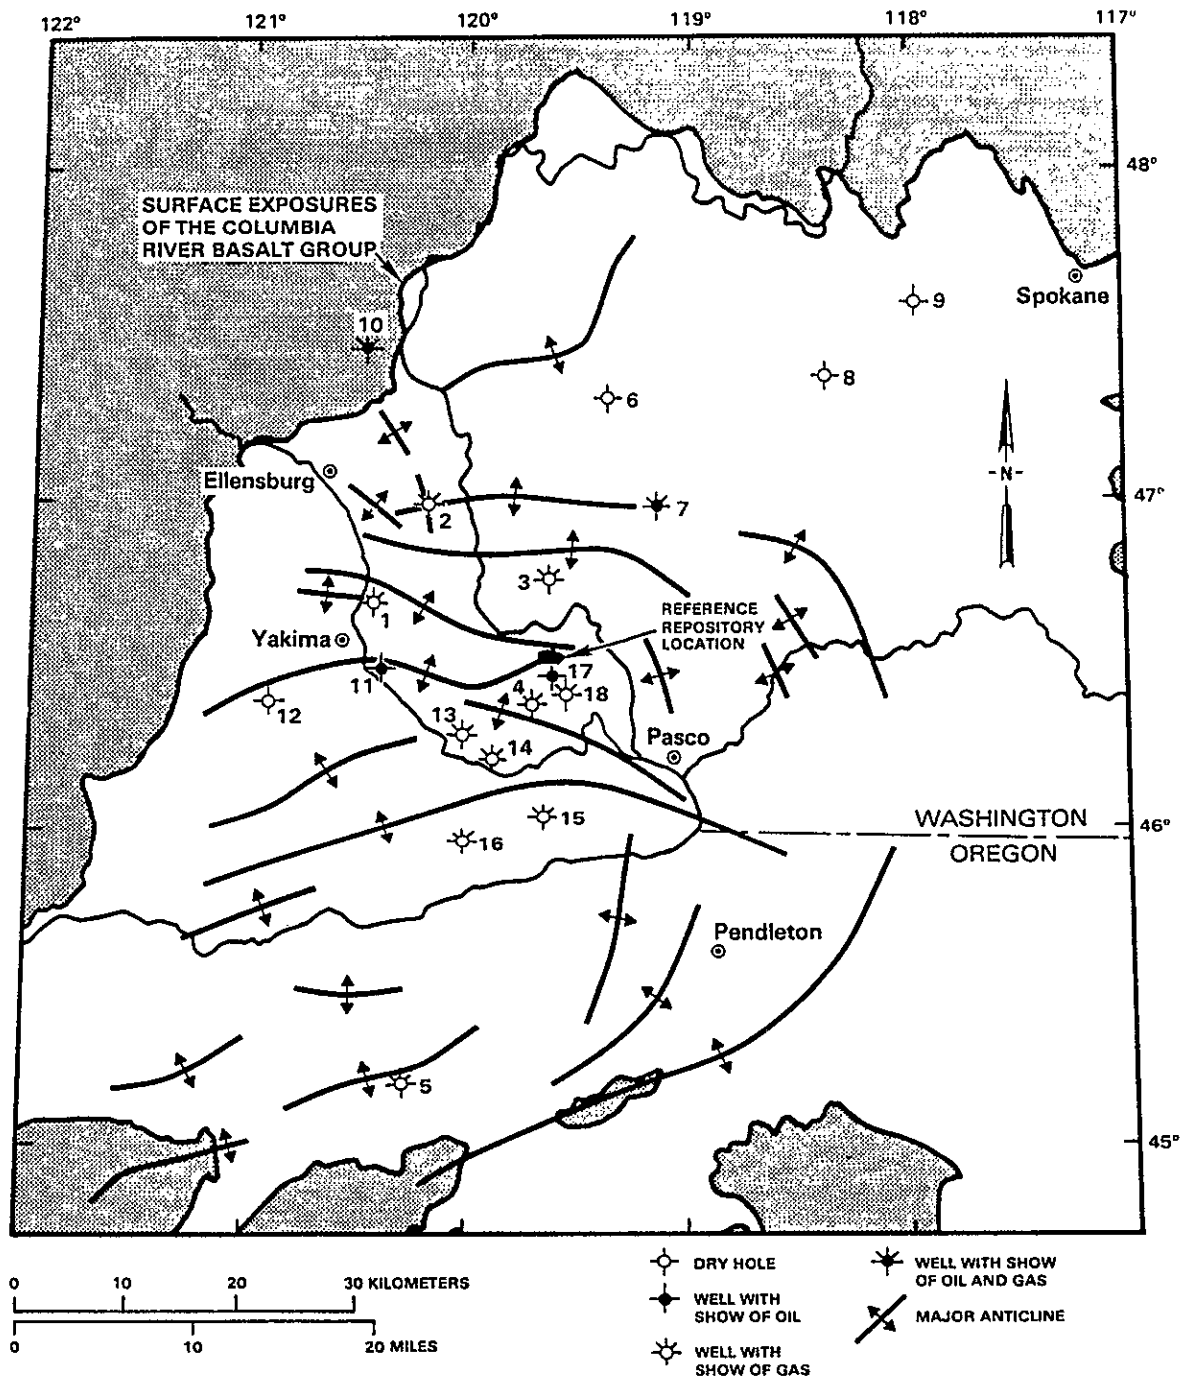 122° 121° 120° 119° 118° 117°
48°
SURFACE EXPOSURES
OF THE COLUMBIA
RIVER BASALT GROUP
Spokane
9
10
8
6
Ellensburg
47°
-N-
2
7
3
1
REFERENCE
REPOSITORY
LOCATION
Yakima
17
11
4
18
12
13
14
Pasco
15
WASHINGTON
46°
16
OREGON
Pendleton
5
45°
0 10 20 30 KILOMETERS
0 10 20 MILES
DRY HOLE
WELL WITH
SHOW OF OIL
WELL WITH
SHOW OF GAS
WELL WITH SHOW
OF OIL AND GAS
MAJOR ANTICLINE